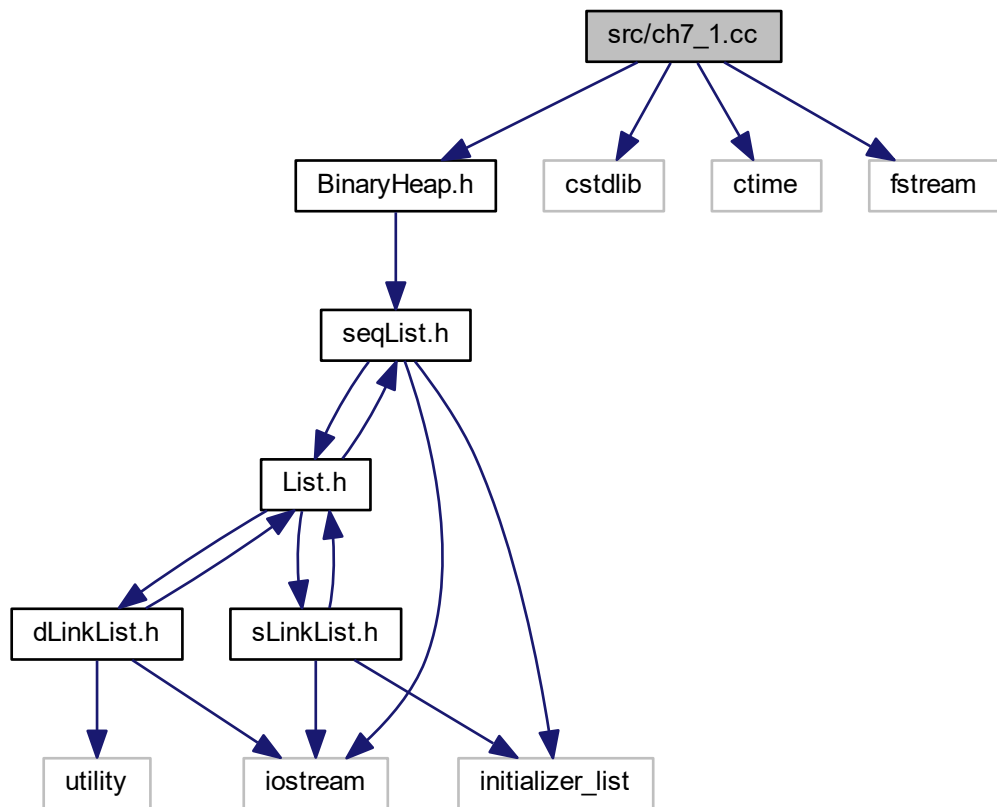 src/ch7_1.cc
BinaryHeap.h
cstdlib
ctime
fstream
seqList.h
List.h
dLinkList.h
sLinkList.h
utility
iostream
initializer_list